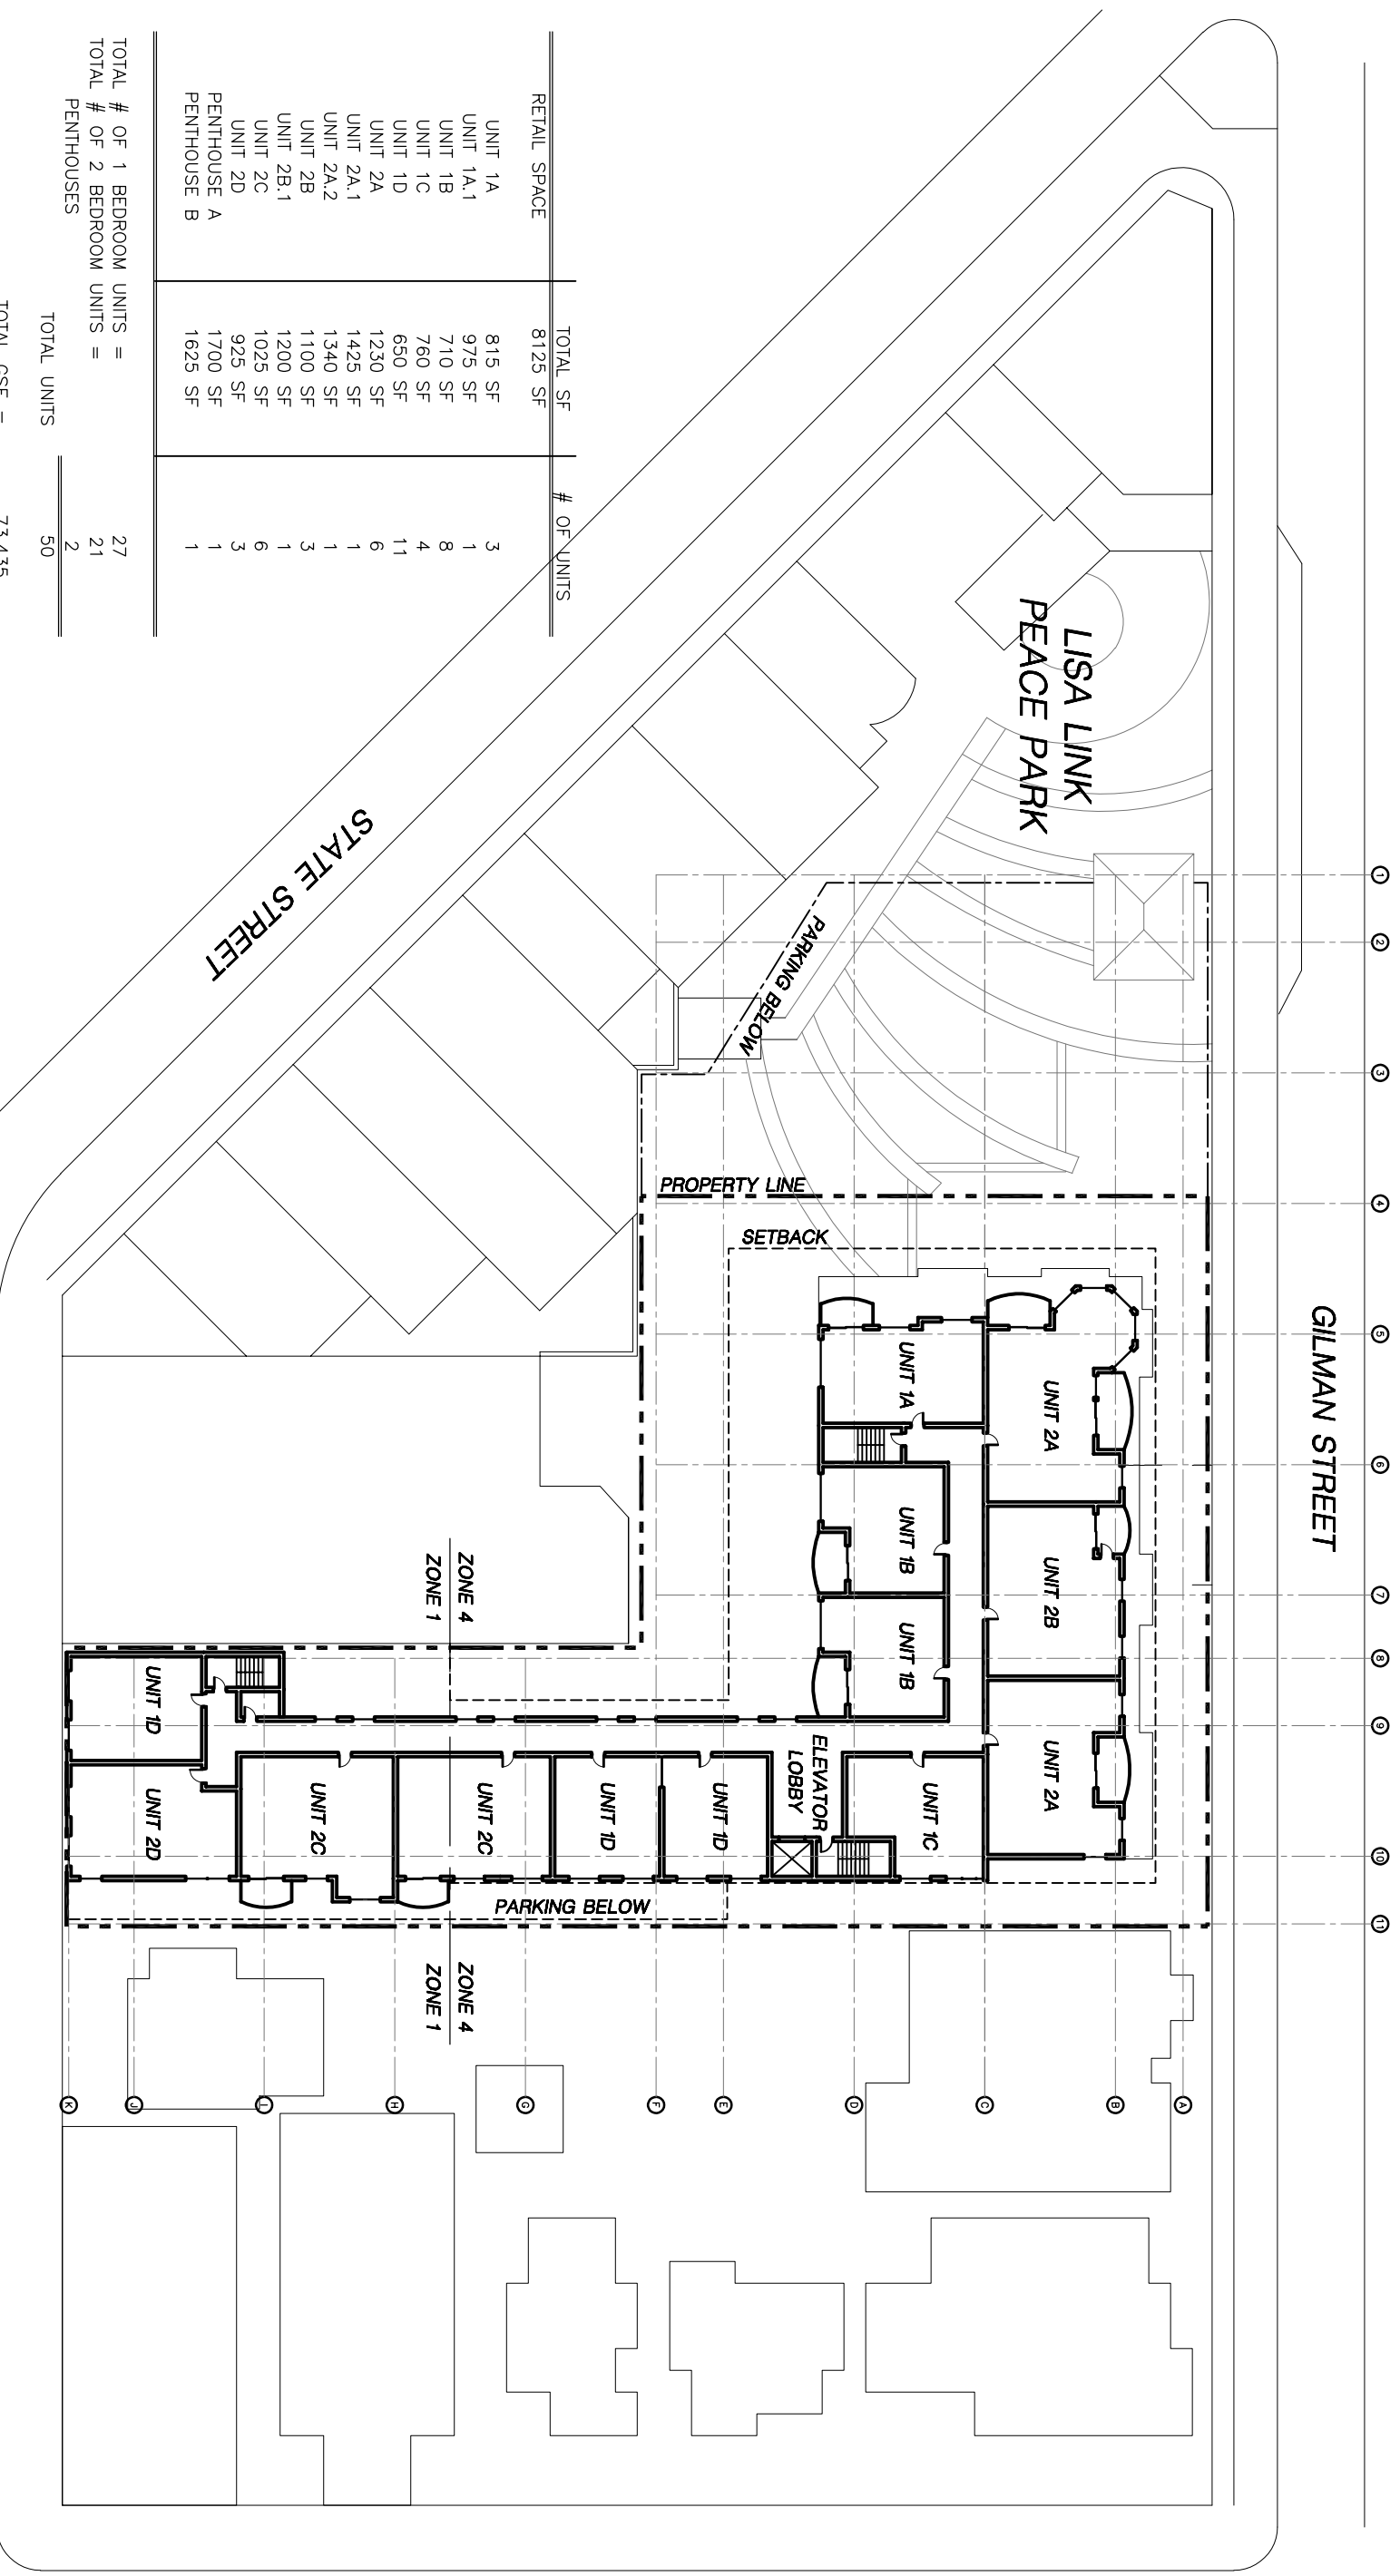 GILMAN STREET
LISA LINK
PEACE PARK
STATE STREET
1
2
3
4
5
6
7
8
9
10
11
A
B
C
D
E
F
G
H
I
J
K
PARKING BELOW
PROPERTY LINE
SETBACK
UNIT 2A
UNIT 2B
UNIT 2A
UNIT 1A
UNIT 1B
UNIT 1B
UNIT 1C
ELEVATOR
LOBBY
UNIT 1D
UNIT 1D
UNIT 2C
UNIT 2C
UNIT 1D
UNIT 2D
PARKING BELOW
ZONE 4
ZONE 1
ZONE 4
ZONE 1
TOTAL SF # OF UNITS
RETAIL SPACE 8125 SF
UNIT 1A 815 SF 3
UNIT 1A.1 975 SF 1
UNIT 1B 710 SF 8
UNIT 1C 760 SF 4
UNIT 1D 650 SF 11
UNIT 2A 1230 SF 6
UNIT 2A.1 1425 SF 1
UNIT 2A.2 1340 SF 1
UNIT 2B 1100 SF 3
UNIT 2B.1 1200 SF 1
UNIT 2C 1025 SF 6
UNIT 2D 925 SF 3
PENTHOUSE A 1700 SF 1
PENTHOUSE B 1625 SF 1
TOTAL # OF 1 BEDROOM UNITS = 27
TOTAL # OF 2 BEDROOM UNITS = 21
PENTHOUSES 2
TOTAL UNITS 50
TOTAL GSF = 73,435